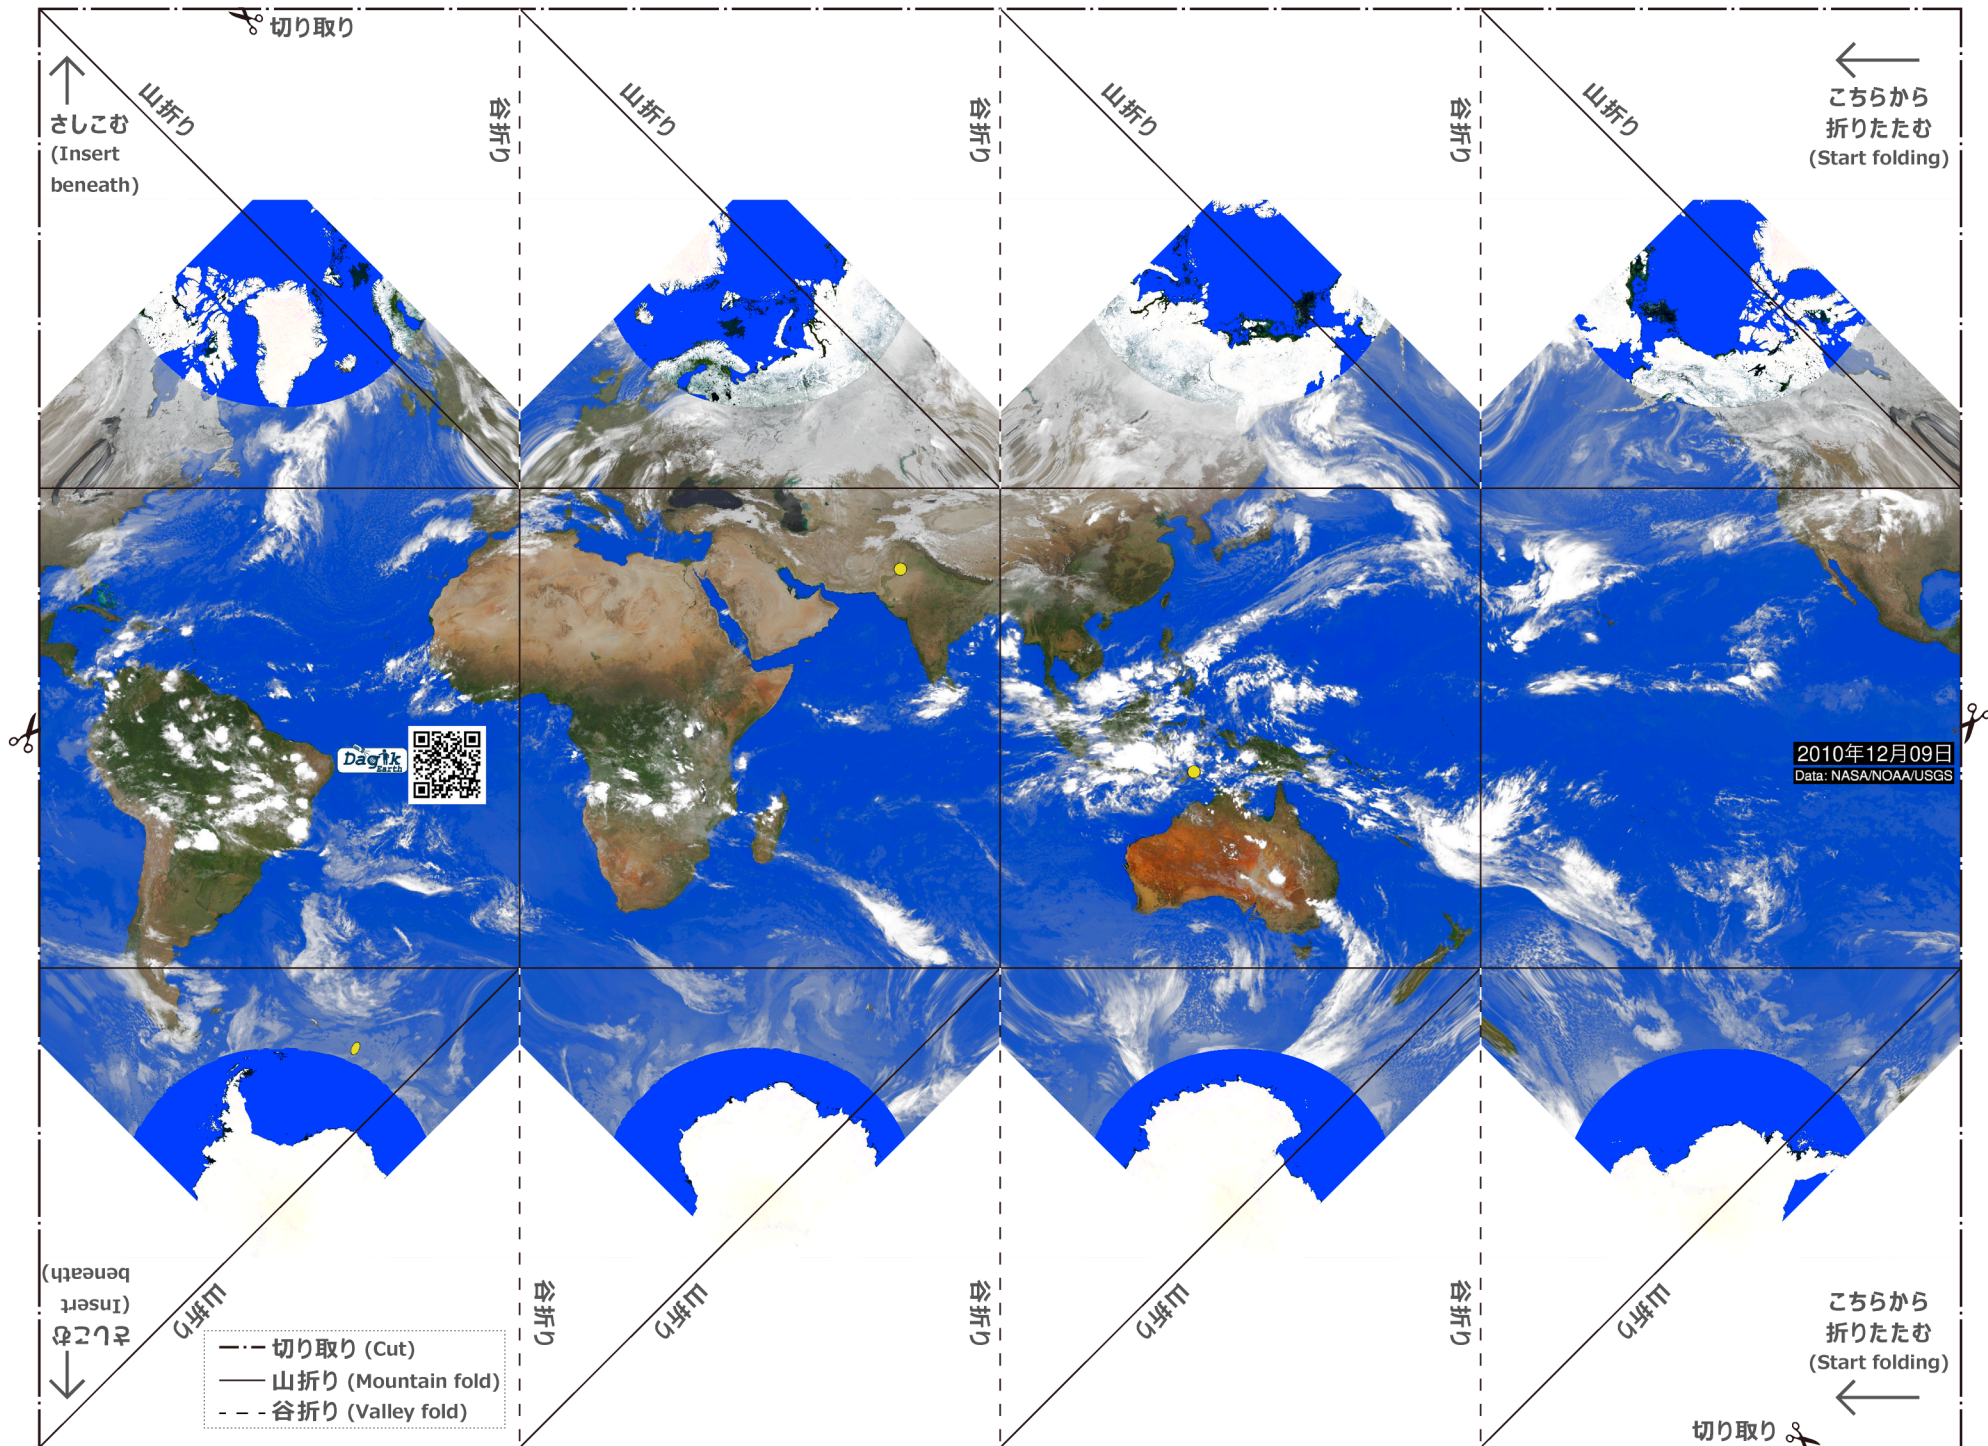 切り取り
さしこむ
(Insert
beneath)
山折り
谷折り
山折り
谷折り
山折り
谷折り
山折り
こちらから
折りたたむ
(Start folding)
Dagik
Earth
2010年12月09日
Data: NASA/NOAA/USGS
さしこむ
(Insert
beneath)
山折り
谷折り
山折り
谷折り
山折り
谷折り
山折り
こちらから
折りたたむ
(Start folding)
切り取り (Cut)
山折り (Mountain fold)
谷折り (Valley fold)
切り取り